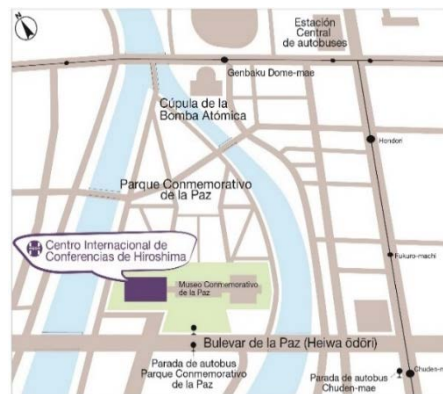 N
Estación
Central
de autobuses
Genbaku Dome-mae
Cúpula de la
Bomba Atómica
Hondori
Parque Conmemorativo
de la Paz
Centro Internacional de
Conferencias de Hiroshima
Fukuro-machi
Museo Conmemorativo
de la Paz
Bulevar de la Paz (Heiwa ōdōri)
Parada de autobus
Parque Conmemorativo
de la Paz
Chuden-m
Parada de autobus
Chuden-mae